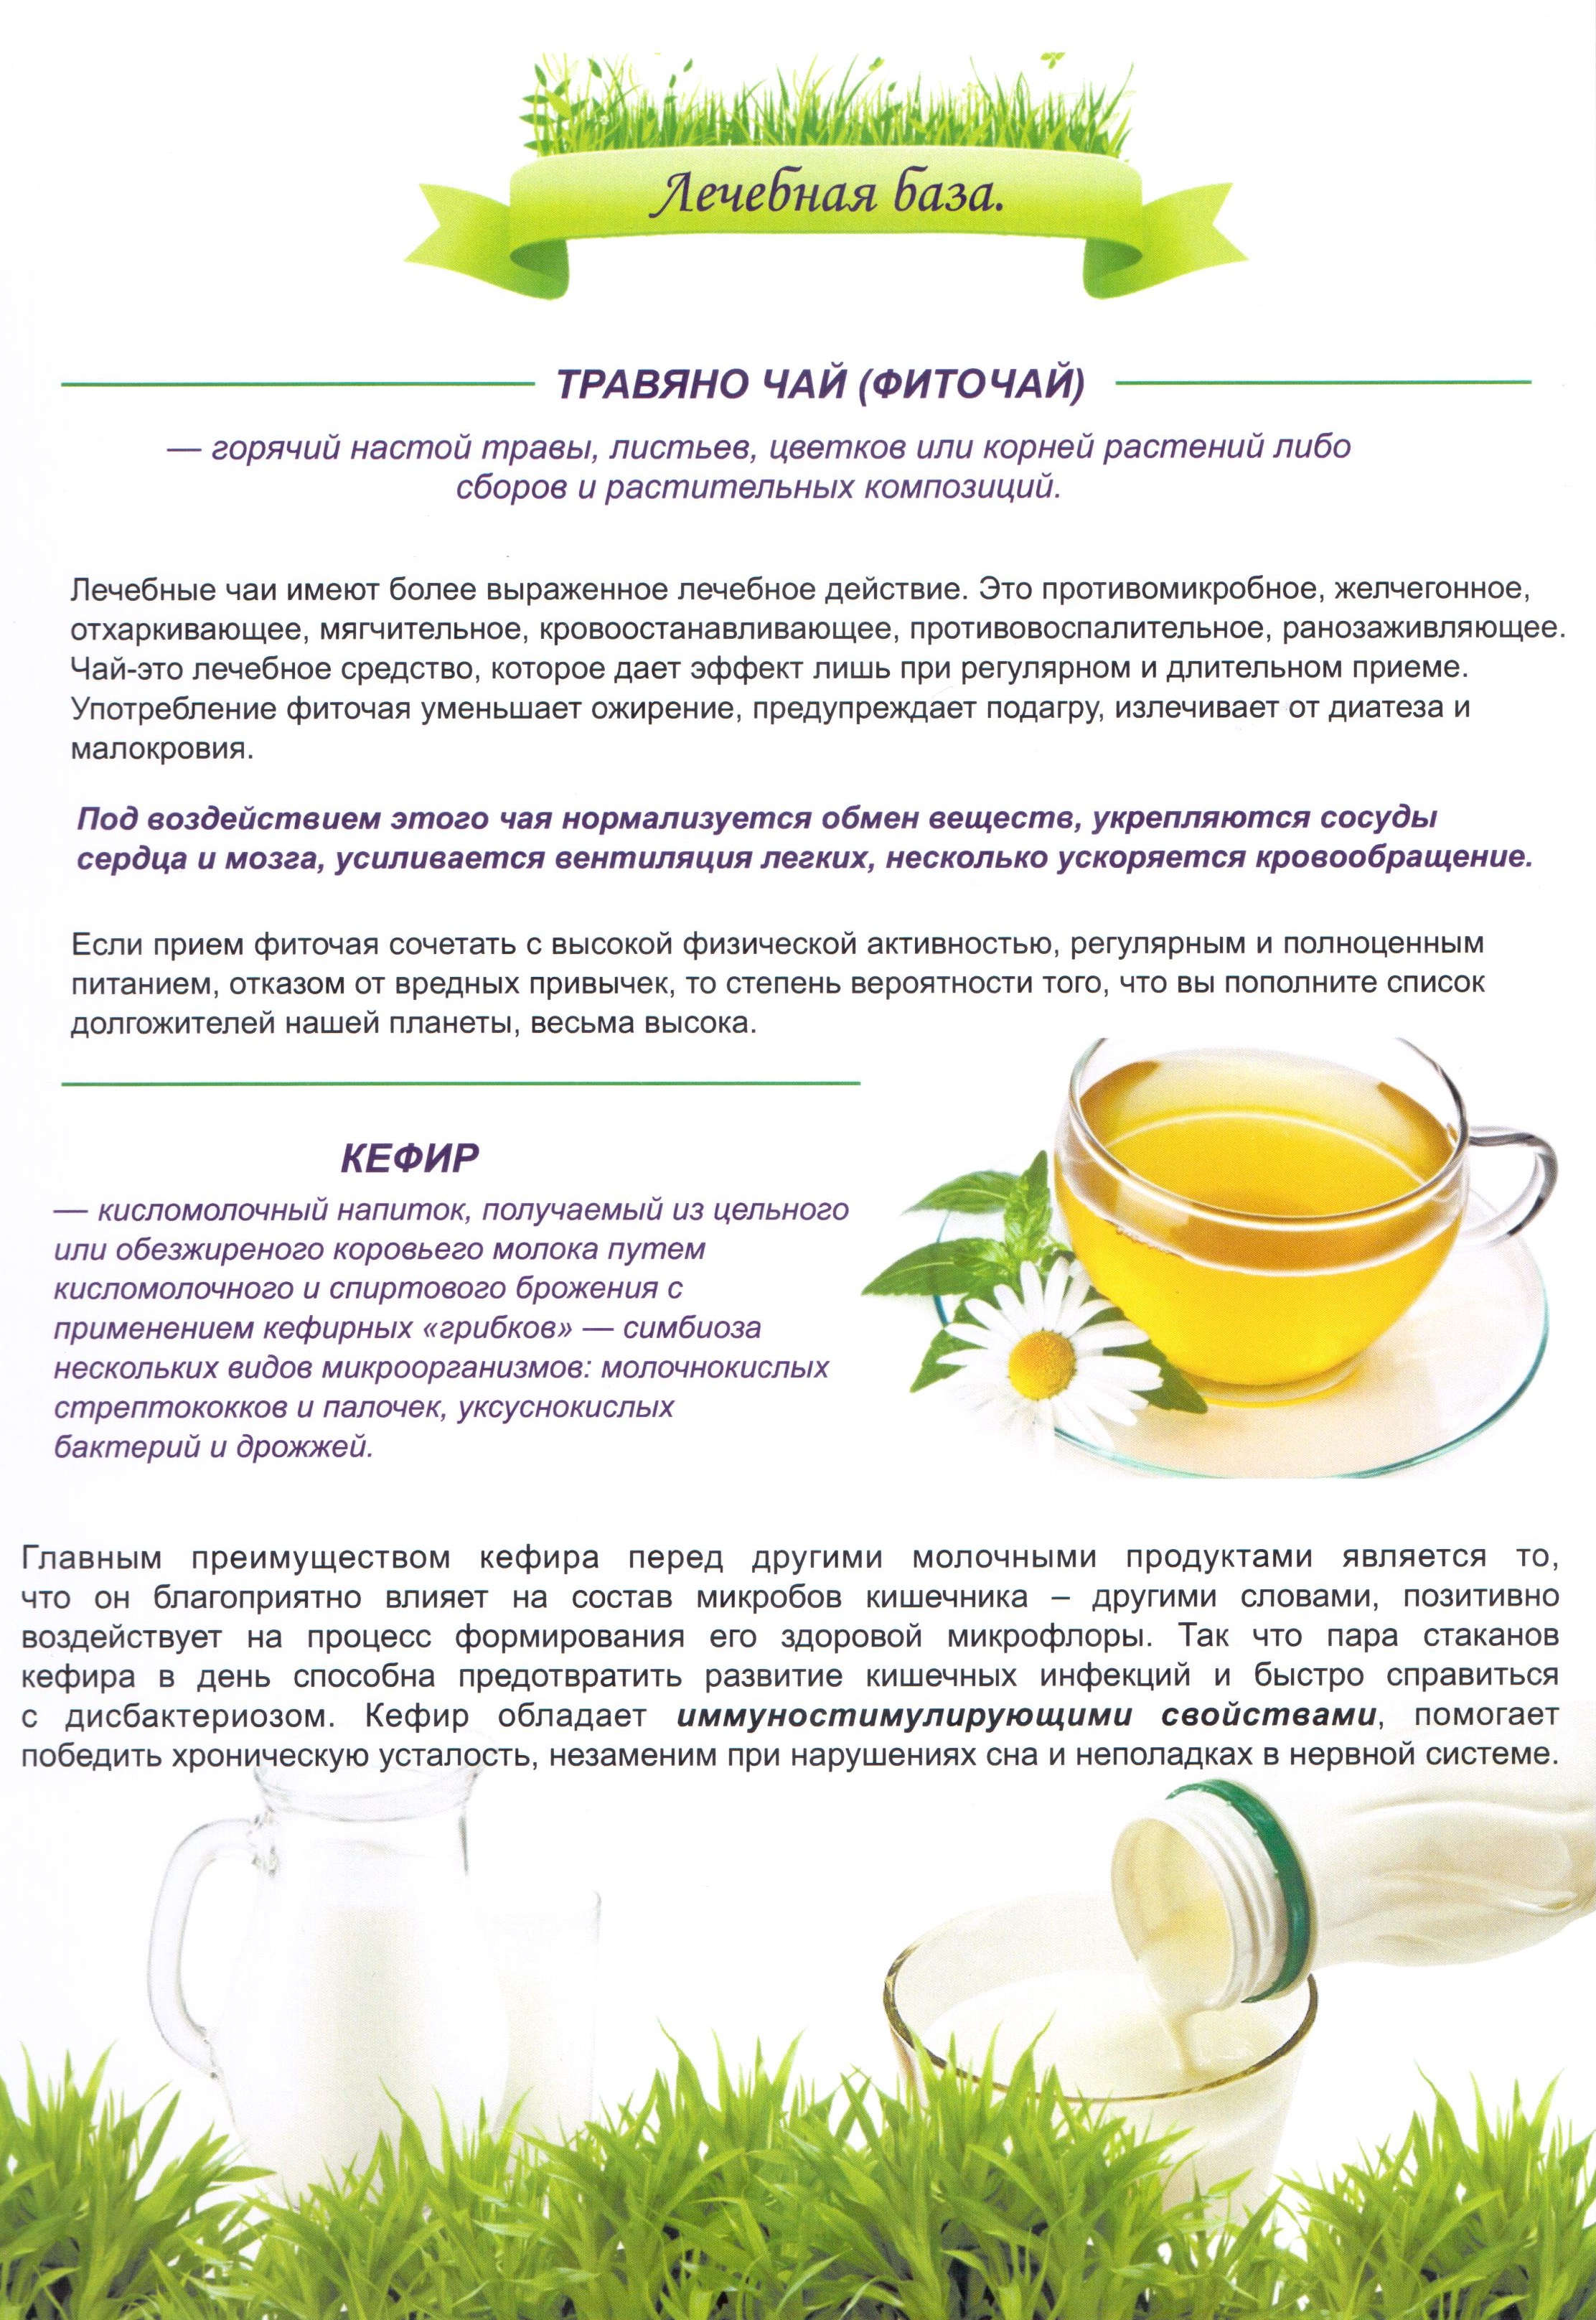 Лечебная база.
ТРАВЯНО ЧАЙ (ФИТОЧАЙ)
— горячий настой травы, листьев, цветков или корней растений либо
сборов и растительных композиций.
Лечебные чаи имеют более выраженное лечебное действие. Это противомикробное, желчегонное,
отхаркивающее, мягчительное, кровоостанавливающее, противовоспалительное, ранозаживляющее.
Чай-это лечебное средство, которое дает эффект лишь при регулярном и длительном приеме.
Употребление фиточая уменьшает ожирение, предупреждает подагру, излечивает от диатеза и
малокровия.
Под воздействием этого чая нормализуется обмен веществ, укрепляются сосуды
сердца и мозга, усиливается вентиляция легких, несколько ускоряется кровообращение.
Если прием фиточая сочетать с высокой физической активностью, регулярным и полноценным
питанием, отказом от вредных привычек, то степень вероятности того, что вы пополните список
долгожителей нашей планеты, весьма высока.
КЕФИР
— кисломолочный напиток, получаемый из цельного
или обезжиреного коровьего молока путем
кисломолочного и спиртового брожения с
применением кефирных «грибков» — симбиоза
нескольких видов микроорганизмов: молочнокислых
стрептококков и палочек, уксуснокислых
бактерий и дрожжей.
Главным преимуществом кефира перед другими молочными продуктами является то,
что он благоприятно влияет на состав микробов кишечника – другими словами, позитивно
воздействует на процесс формирования его здоровой микрофлоры. Так что пара стаканов
кефира в день способна предотвратить развитие кишечных инфекций и быстро справиться
с дисбактериозом. Кефир обладает иммуностимулирующими свойствами, помогает
победить хроническую усталость, незаменим при нарушениях сна и неполадках в нервной системе.